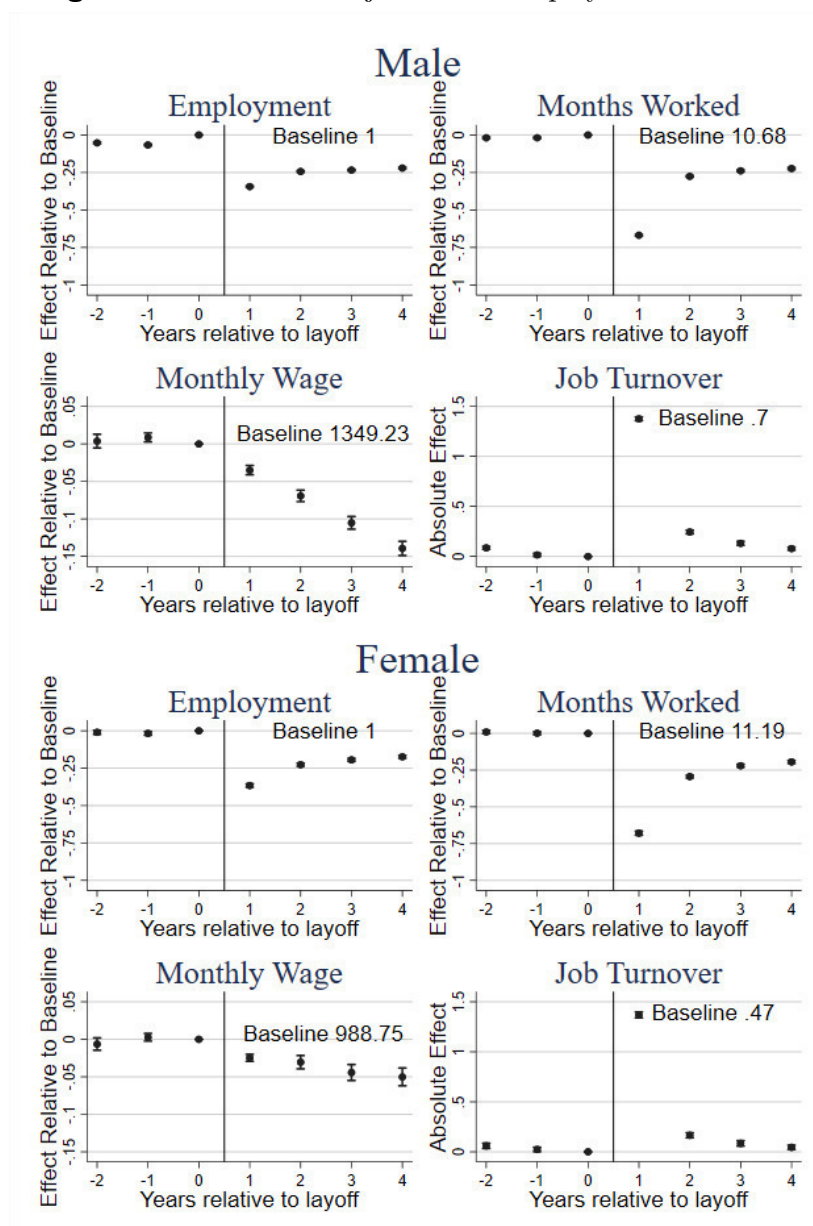 Male
Employment
Effect Relative to Baseline
0
-.25
-.5
-.75
-1
Baseline 1
-2 -1 0 1 2 3 4
Years relative to layoff
Months Worked
Effect Relative to Baseline
0
-.25
-.5
-.75
-1
Baseline 10.68
-2 -1 0 1 2 3 4
Years relative to layoff
Monthly Wage
Effect Relative to Baseline
.05
0
-.05
-.1
-.15
Baseline 1349.23
-2 -1 0 1 2 3 4
Years relative to layoff
Job Turnover
Absolute Effect
1.5
1
.5
0
Baseline .7
-2 -1 0 1 2 3 4
Years relative to layoff
Female
Employment
Effect Relative to Baseline
0
-.25
-.5
-.75
-1
Baseline 1
-2 -1 0 1 2 3 4
Years relative to layoff
Months Worked
Effect Relative to Baseline
0
-.25
-.5
-.75
-1
Baseline 11.19
-2 -1 0 1 2 3 4
Years relative to layoff
Monthly Wage
Effect Relative to Baseline
.05
0
-.05
-.1
-.15
Baseline 988.75
-2 -1 0 1 2 3 4
Years relative to layoff
Job Turnover
Absolute Effect
1.5
1
.5
0
Baseline .47
-2 -1 0 1 2 3 4
Years relative to layoff